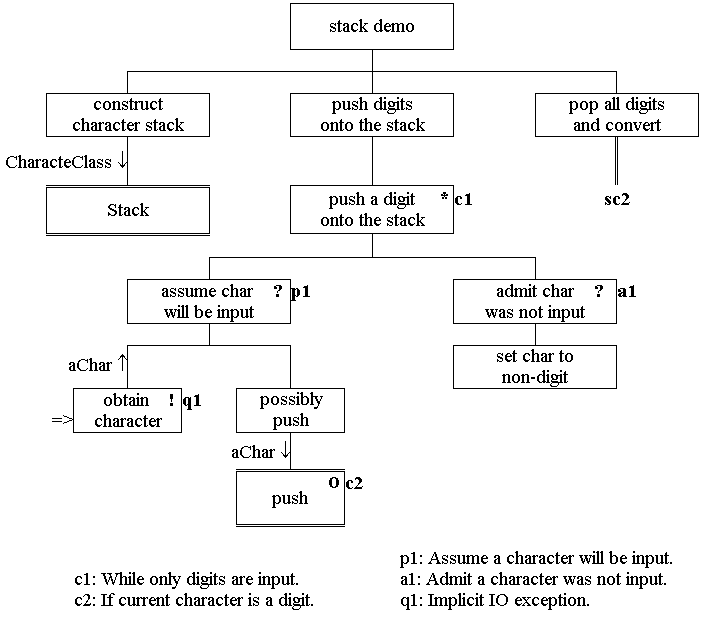 stack demo
construct
character stack
push digits
onto the stack
pop all digits
and convert
CharacteClass ↓
Stack
push a digit
onto the stack
* c1
sc2
assume char
will be input
? p1
admit char
was not input
? a1
aChar ↑
set char to
non-digit
obtain
character
! q1
=>
possibly
push
aChar ↓
push
O c2
c1: While only digits are input.
c2: If current character is a digit.
p1: Assume a character will be input.
a1: Admit a character was not input.
q1: Implicit IO exception.